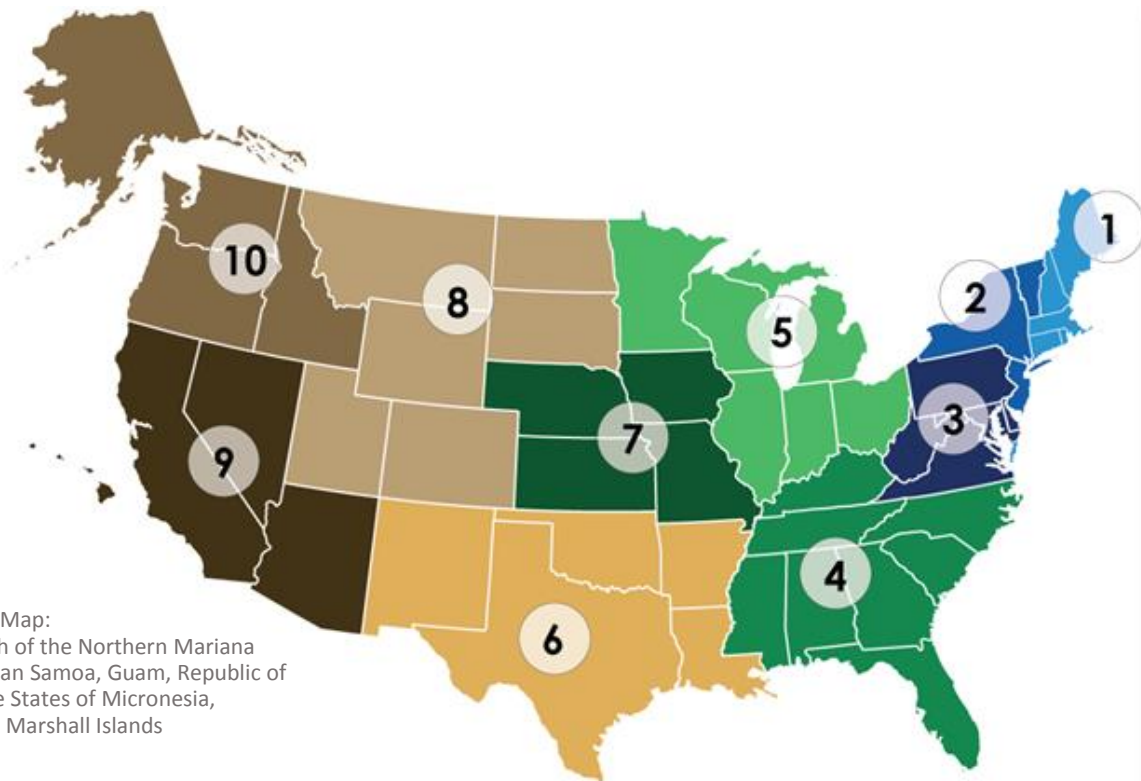 1
2
10
8
5
3
7
9
4
6
Map:
h of the Northern Mariana
an Samoa, Guam, Republic of
e States of Micronesia,
Marshall Islands